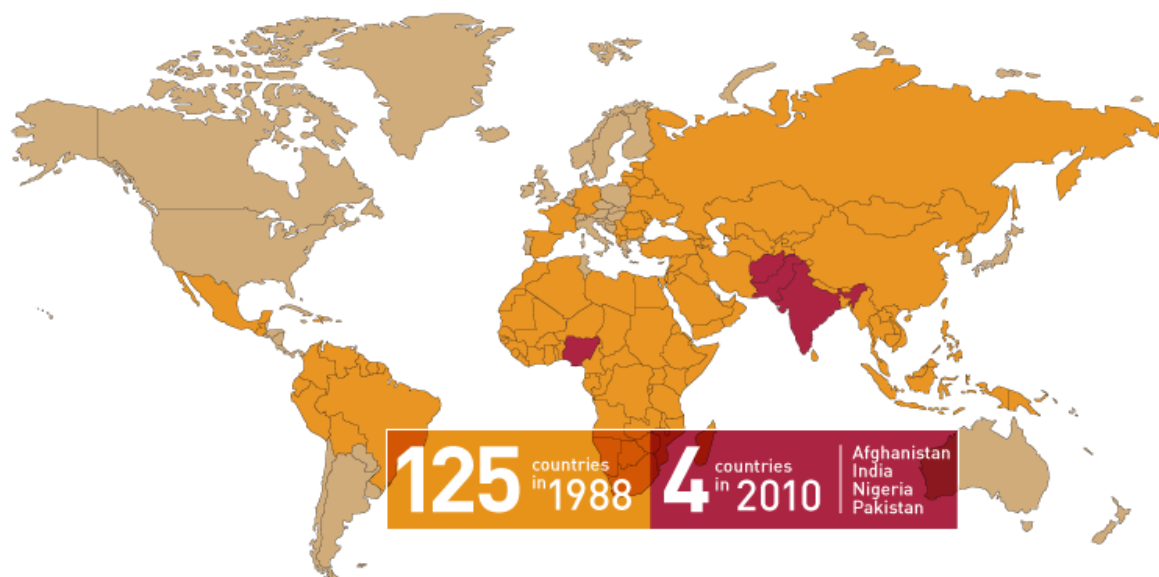 125 countries
in 1988
4 countries
in 2010
Afghanistan
India
Nigeria
Pakistan